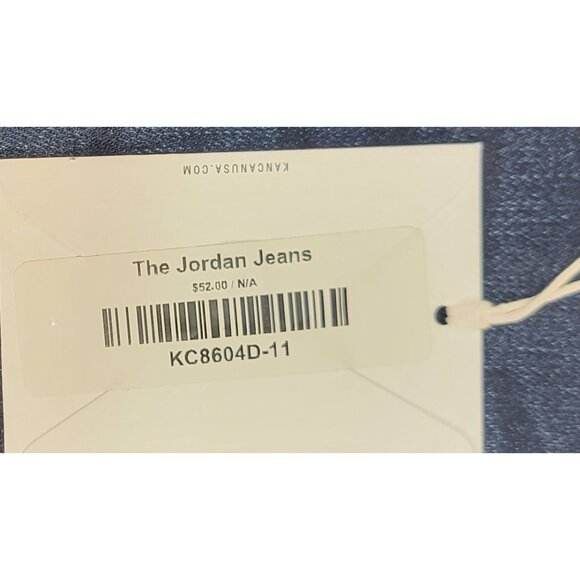 KANCANUSA.COM
The Jordan Jeans
$52.00 / N/A
KC8604D-11